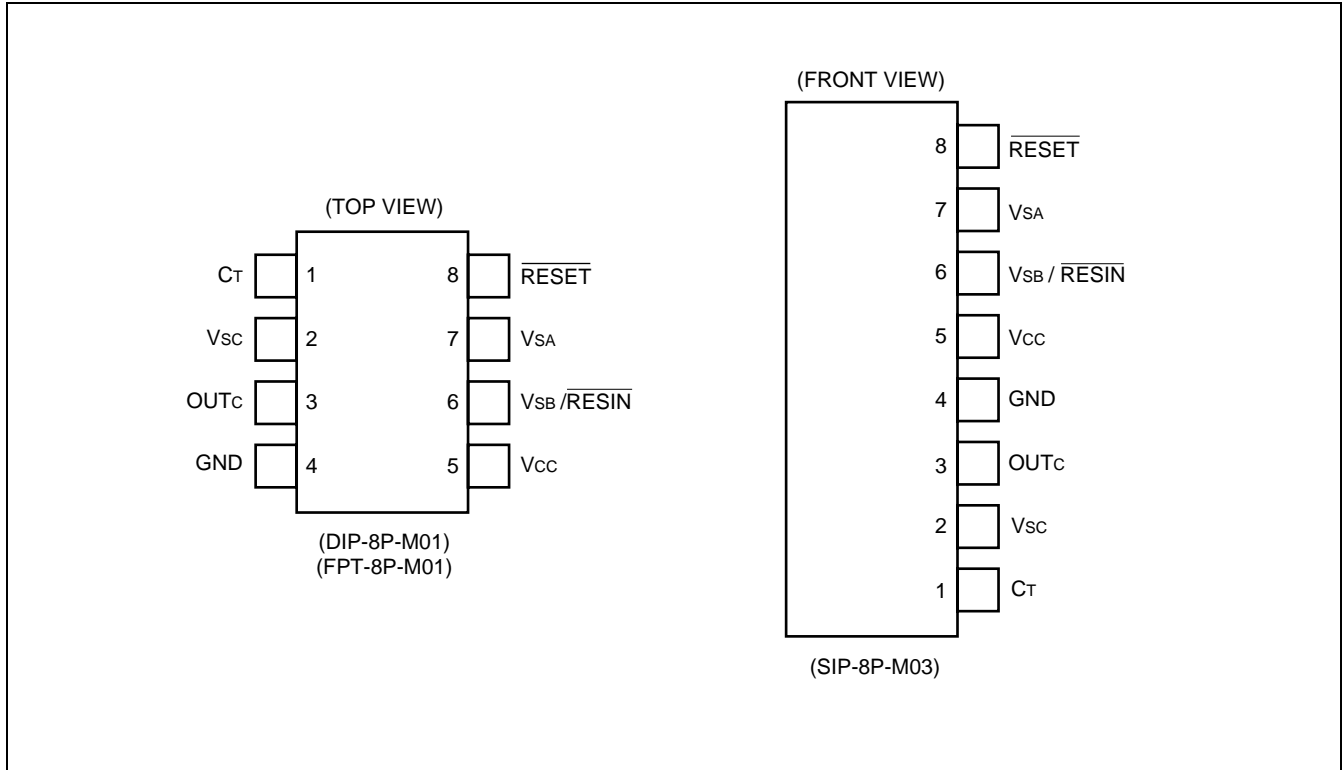 (TOP VIEW)
CT 1 8 RESET
VSC 2 7 VSA
OUTC 3 6 VSB /RESIN
GND 4 5 VCC
(DIP-8P-M01)
(FPT-8P-M01)
(FRONT VIEW)
8 RESET
7 VSA
6 VSB / RESIN
5 VCC
4 GND
3 OUTC
2 VSC
1 CT
(SIP-8P-M03)